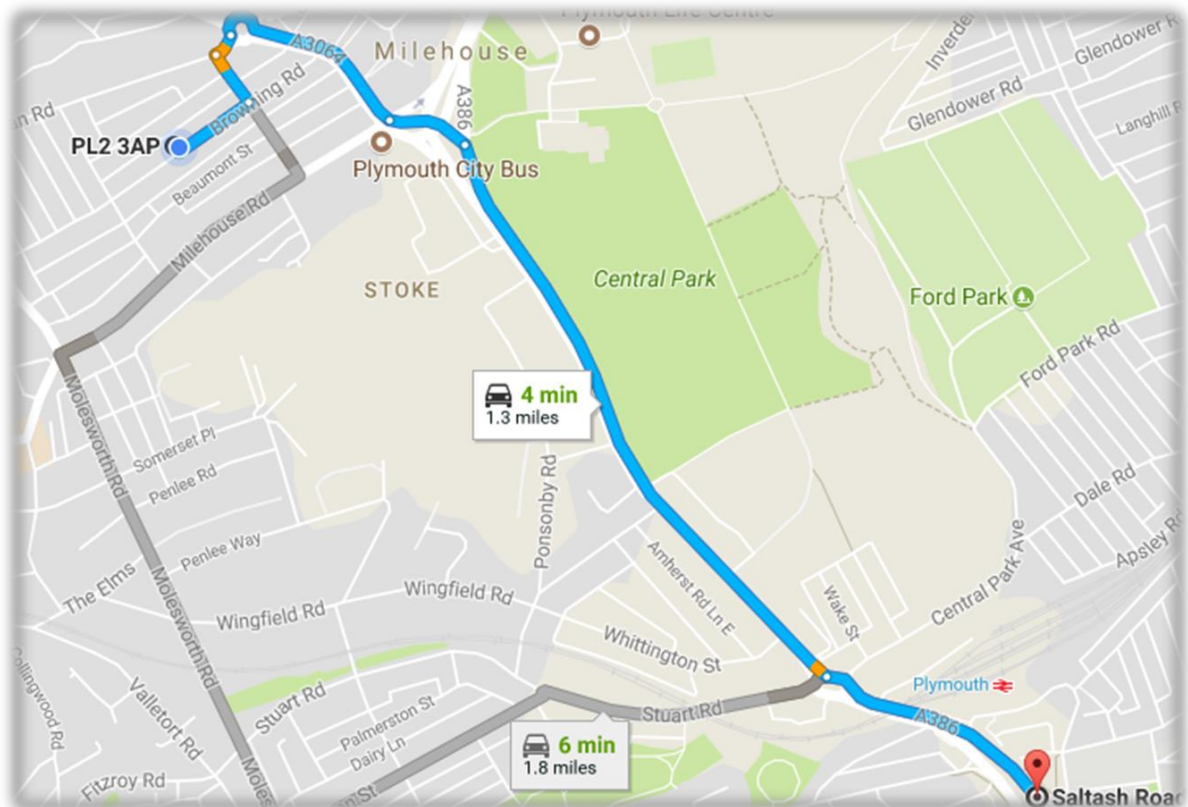 Plymouth Life Centre
Glendower Rd
Milehouse
A3064
Glendower Rd
Browning Rd
A386
PL2 3AP
Plymouth City Bus
Beaumont St
Milehouse Rd
Central Park
STOKE
Ford Park
Ford Park Rd
4 min
1.3 miles
Molesworth Rd
Somerset Pl
Penlee Rd
Ponsonby Rd
Dale Rd
Apsley Rd
Penlee Way
The Elms
Molesworth Rd
Wingfield Rd
Wingfield Rd
Amherst Rd Ln E
Wake St
Central Park Ave
Whittington St
Collingwood Rd
Valletort Rd
Stuart Rd
Plymouth
Palmerston St
Stuart Rd
A386
Dairy Ln
6 min
1.8 miles
Fitzroy Rd
Saltash Road